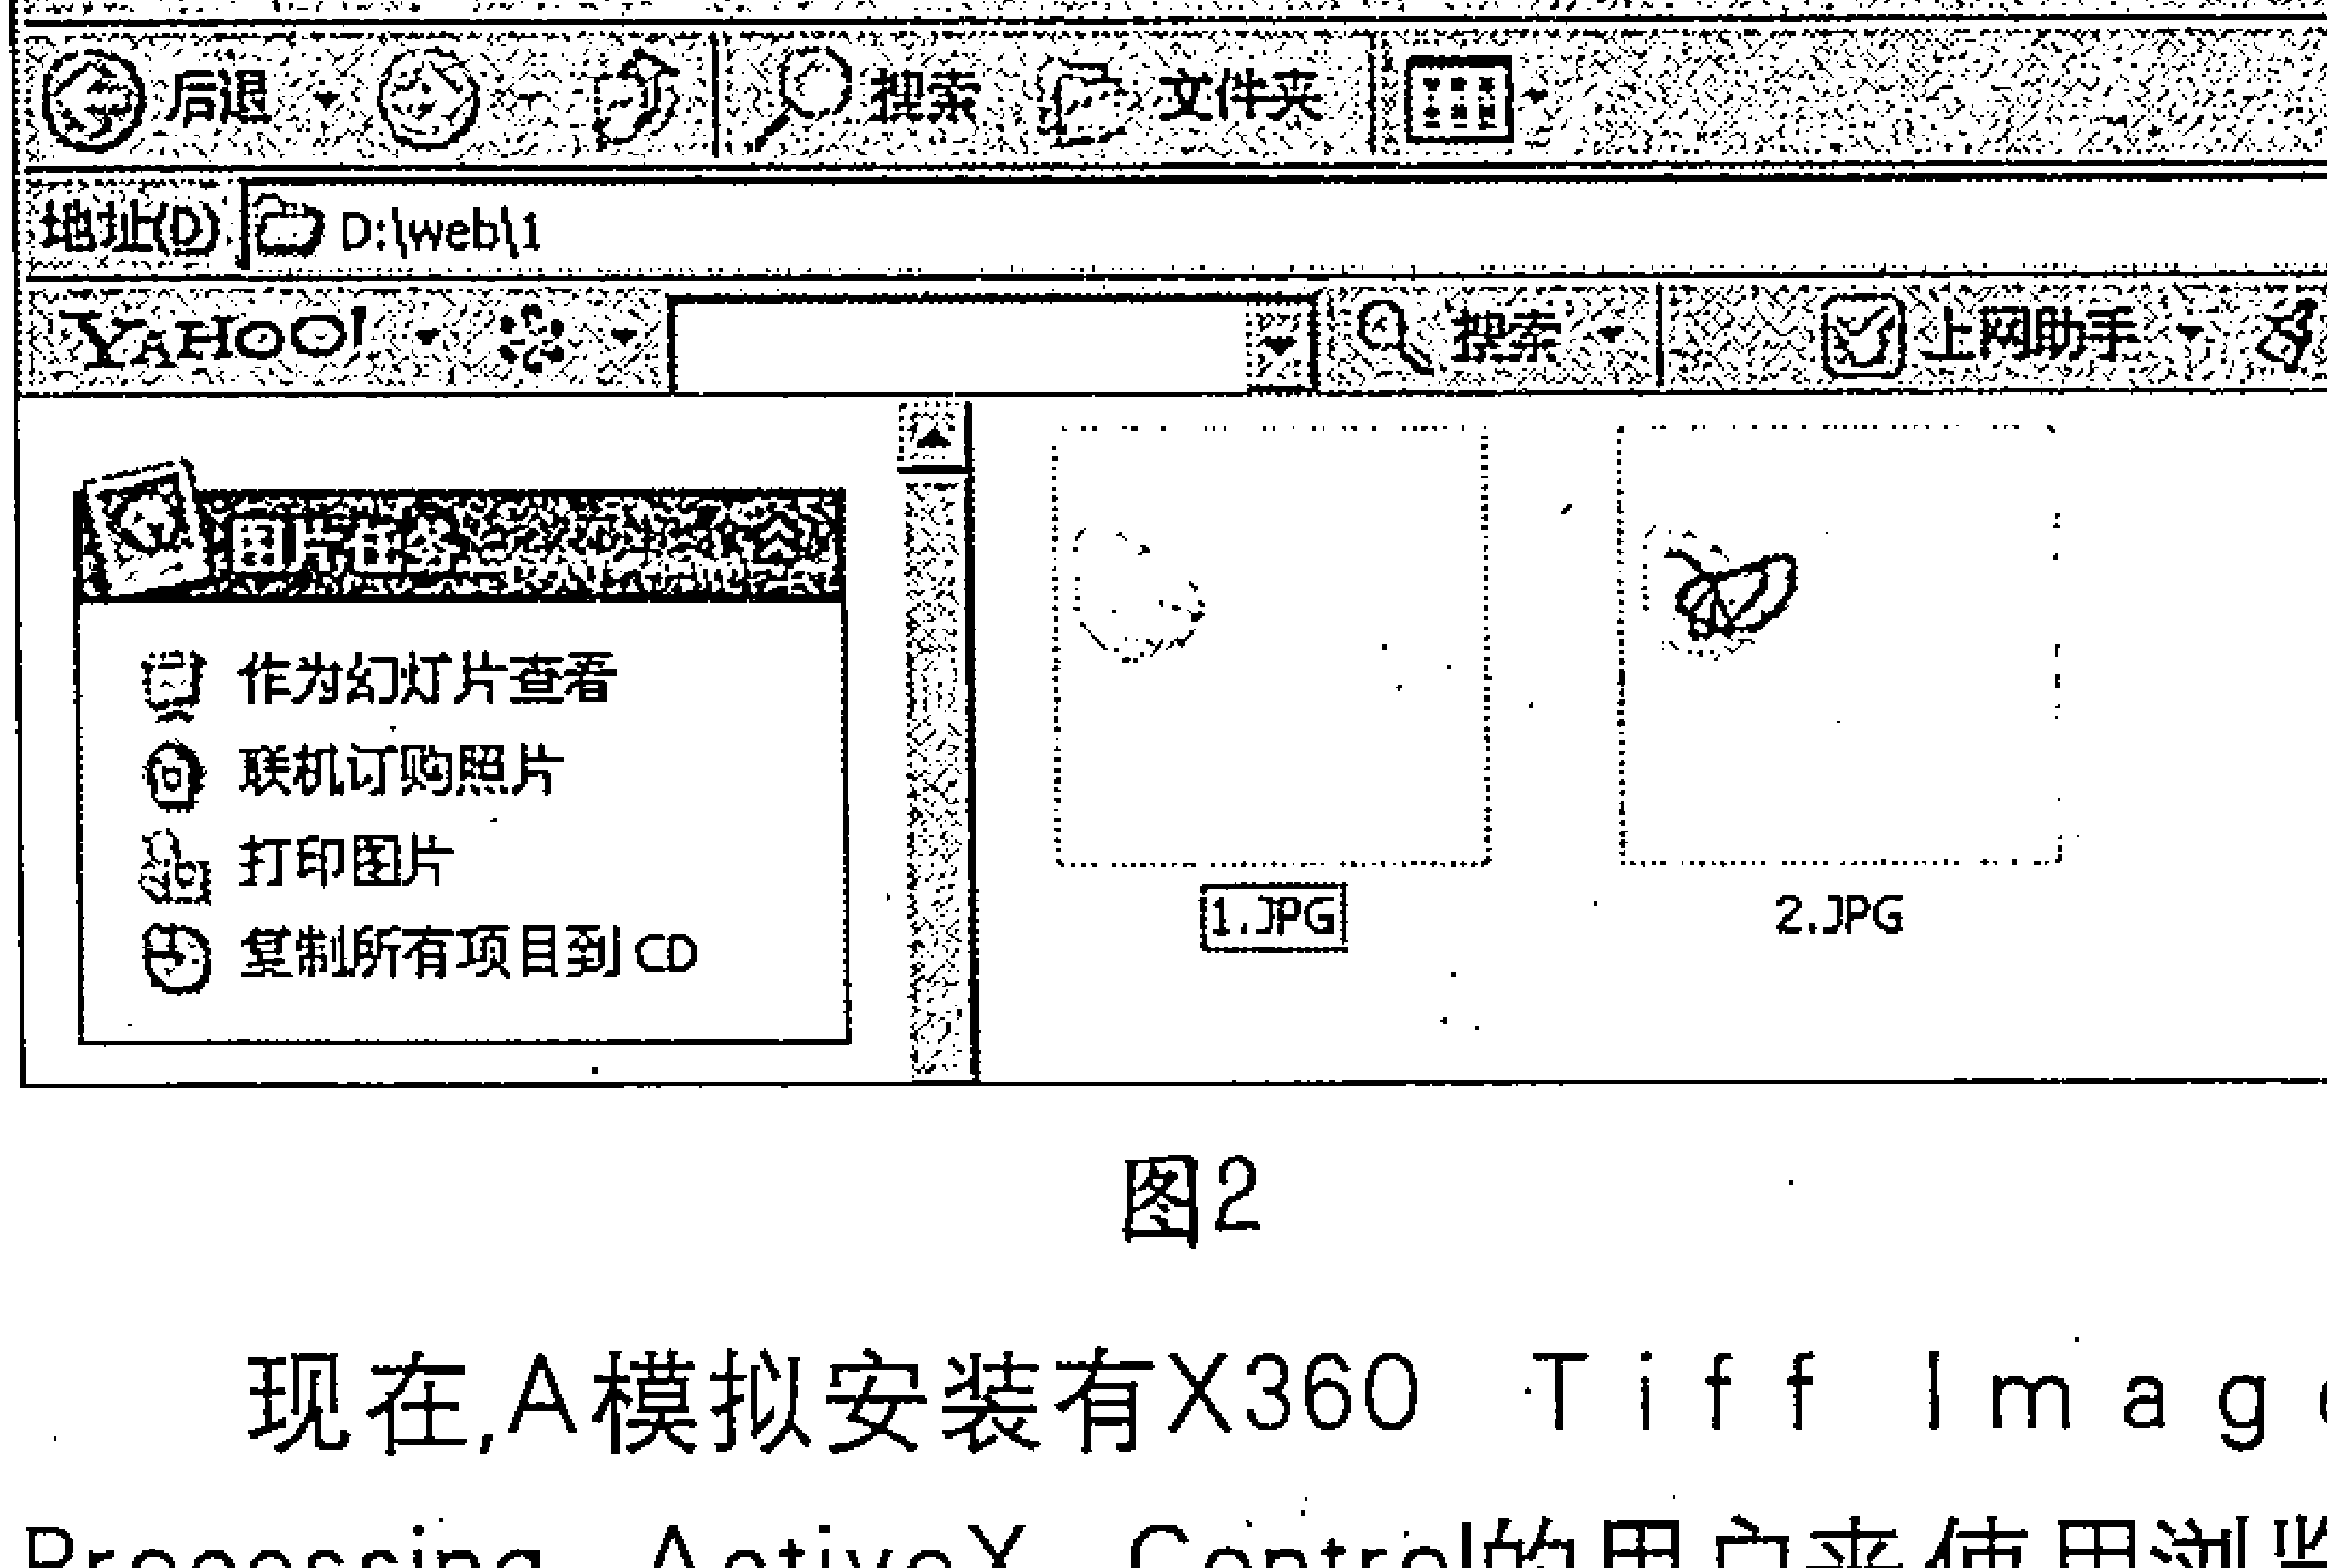 后退 搜索 文件夹
地址(D) D:\web\1
YAHOO! 搜索 上网助手
图片任务
作为幻灯片查看
联机订购照片
打印图片
复制所有项目到 CD
1.JPG 2.JPG
图2
现在,A模拟安装有X360 Tiff Imag
Processing ActiveX Control的用户来使用浏览